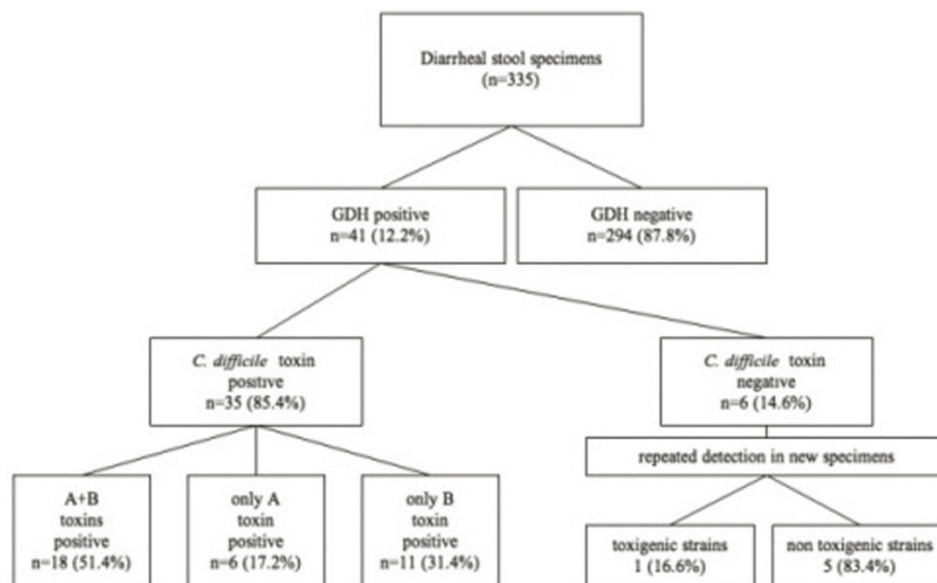 Diarrheal stool specimens
(n=335)
GDH positive
n=41 (12.2%)
GDH negative
n=294 (87.8%)
C. difficile toxin
positive
n=35 (85.4%)
C. difficile toxin
negative
n=6 (14.6%)
repeated detection in new specimens
A+B
toxins
positive
n=18 (51.4%)
only A
toxin
positive
n=6 (17.2%)
only B
toxin
positive
n=11 (31.4%)
toxigenic strains
1 (16.6%)
non toxigenic strains
5 (83.4%)